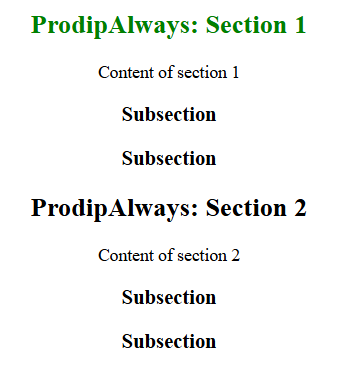 ProdipAlways: Section 1
Content of section 1
Subsection
Subsection
ProdipAlways: Section 2
Content of section 2
Subsection
Subsection